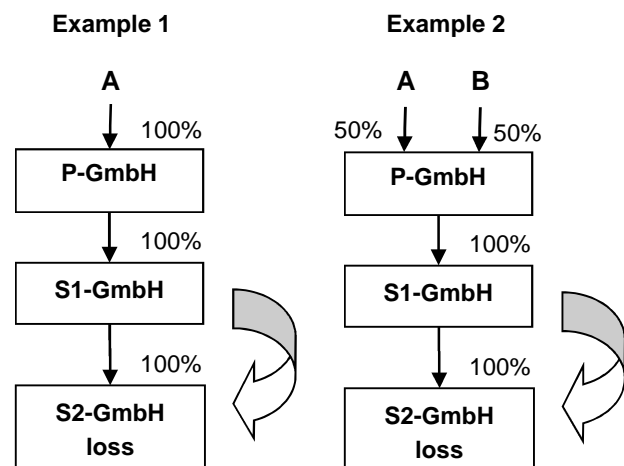 Example 1
A
100%
P-GmbH
100%
S1-GmbH
100%
S2-GmbH
loss
Example 2
A B
50% 50%
P-GmbH
100%
S1-GmbH
100%
S2-GmbH
loss